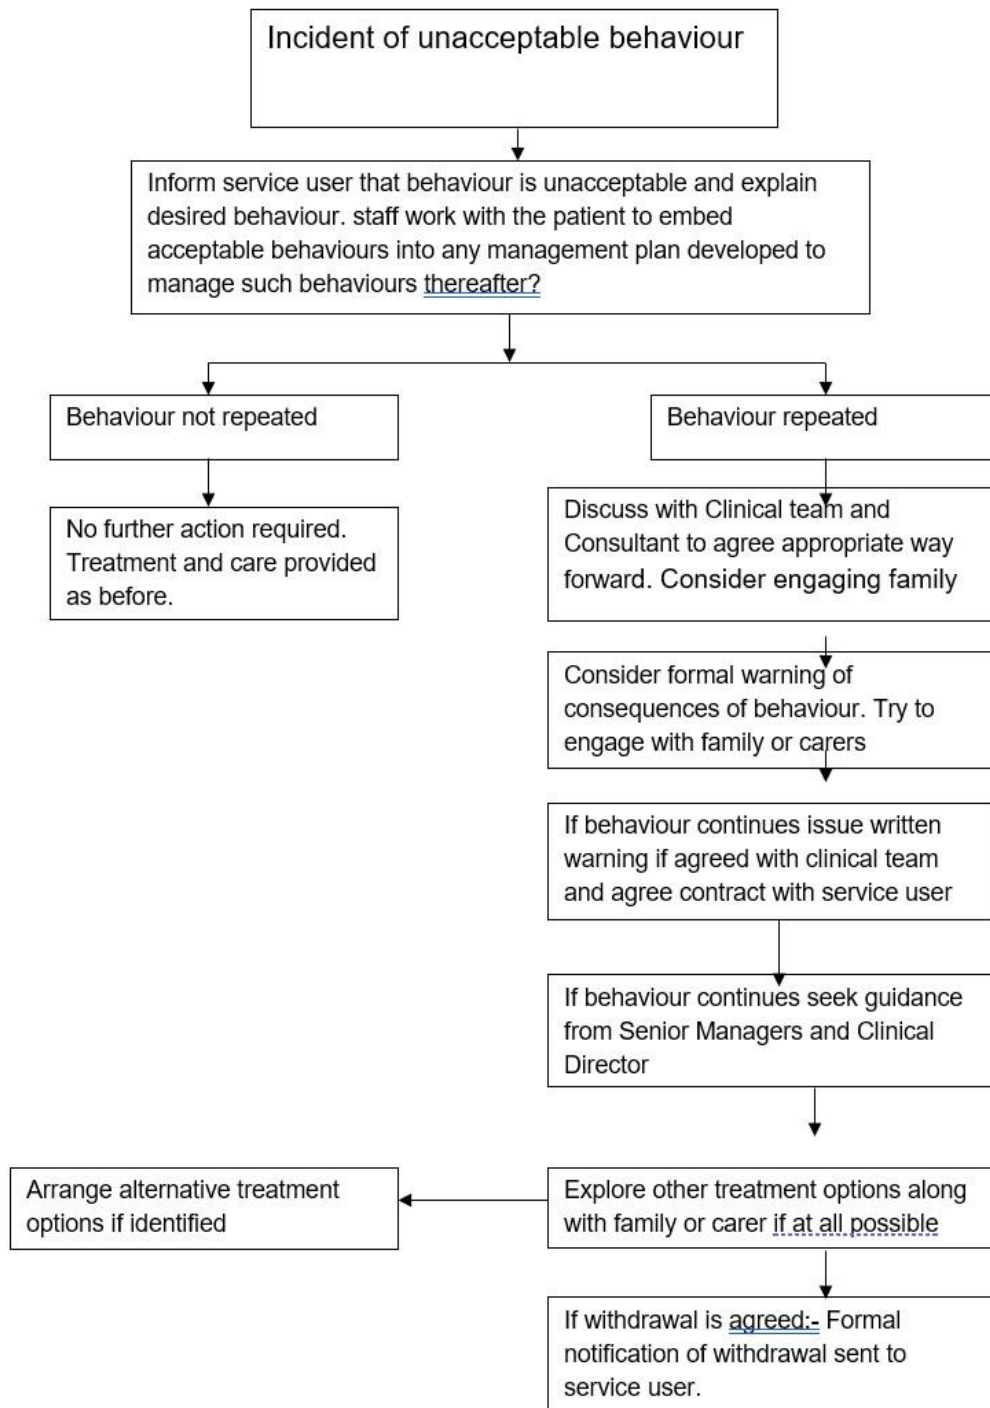 Incident of unacceptable behaviour
Inform service user that behaviour is unacceptable and explain
desired behaviour. staff work with the patient to embed
acceptable behaviours into any management plan developed to
manage such behaviours thereafter?
Behaviour not repeated
Behaviour repeated
No further action required.
Treatment and care provided
as before.
Discuss with Clinical team and
Consultant to agree appropriate way
forward. Consider engaging family
Consider formal warning of
consequences of behaviour. Try to
engage with family or carers
If behaviour continues issue written
warning if agreed with clinical team
and agree contract with service user
If behaviour continues seek guidance
from Senior Managers and Clinical
Director
Arrange alternative treatment
options if identified
Explore other treatment options along
with family or carer if at all possible
If withdrawal is agreed:- Formal
notification of withdrawal sent to
service user.